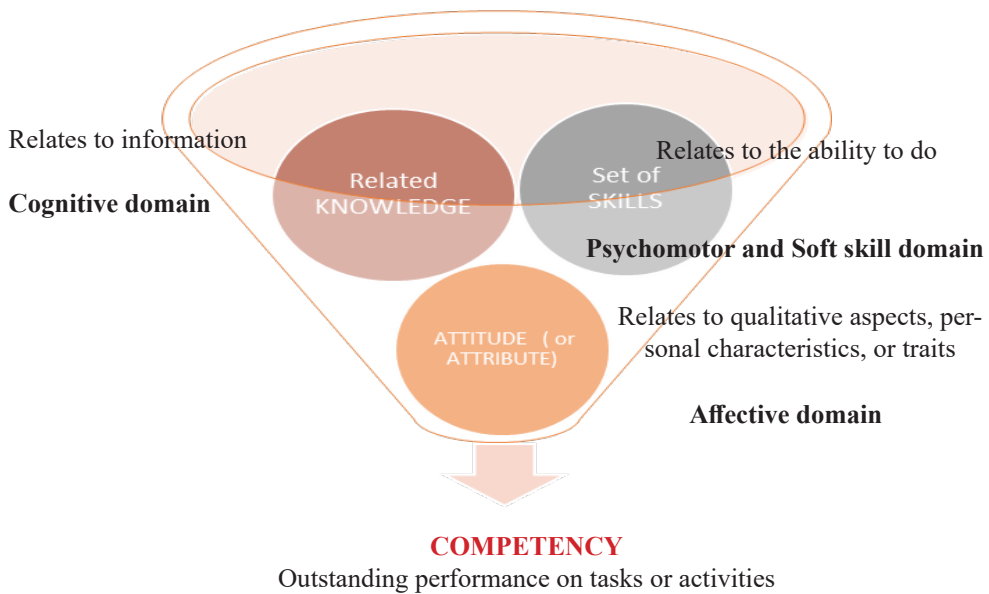 Relates to information
Cognitive domain
Related
KNOWLEDGE
Set of
SKILLS
Relates to the ability to do
Psychomotor and Soft skill domain
ATTITUDE ( or
ATTRIBUTE)
Relates to qualitative aspects, per-
sonal characteristics, or traits
Affective domain
COMPETENCY
Outstanding performance on tasks or activities